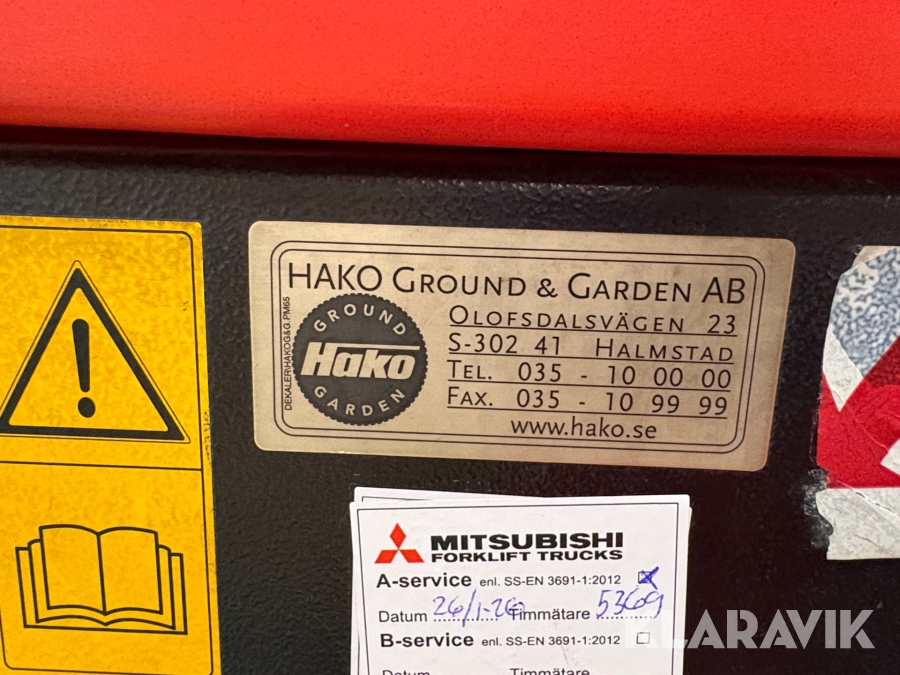 HAKO GROUND & GARDEN AB
OLOFSDALSVÄGEN 23
S-302 41 HALMSTAD
TEL. 035 - 10 00 00
FAX. 035 - 10 99 99
www.hako.se
GROUND
Hako
GARDEN
DEKALER\HAKOG&G.PM65
MITSUBISHI
FORKLIFT TRUCKS
A-service enl. SS-EN 3691-1:2012
Datum 26/1-26 Timmätare 5369
B-service enl. SS-EN 3691-1:2012
Datum Timmätare
KLARAVIK